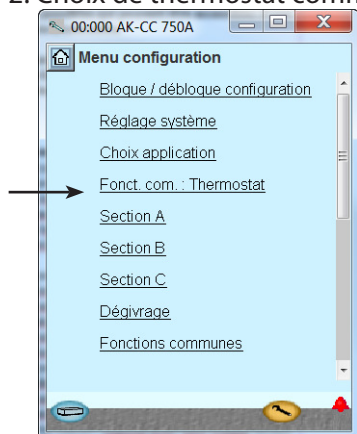 2. Choix de thermostat comm
00:000 AK-CC 750A
Menu configuration
Bloque / débloque configuration
Réglage système
Choix application
Fonct. com. : Thermostat
Section A
Section B
Section C
Dégivrage
Fonctions communes